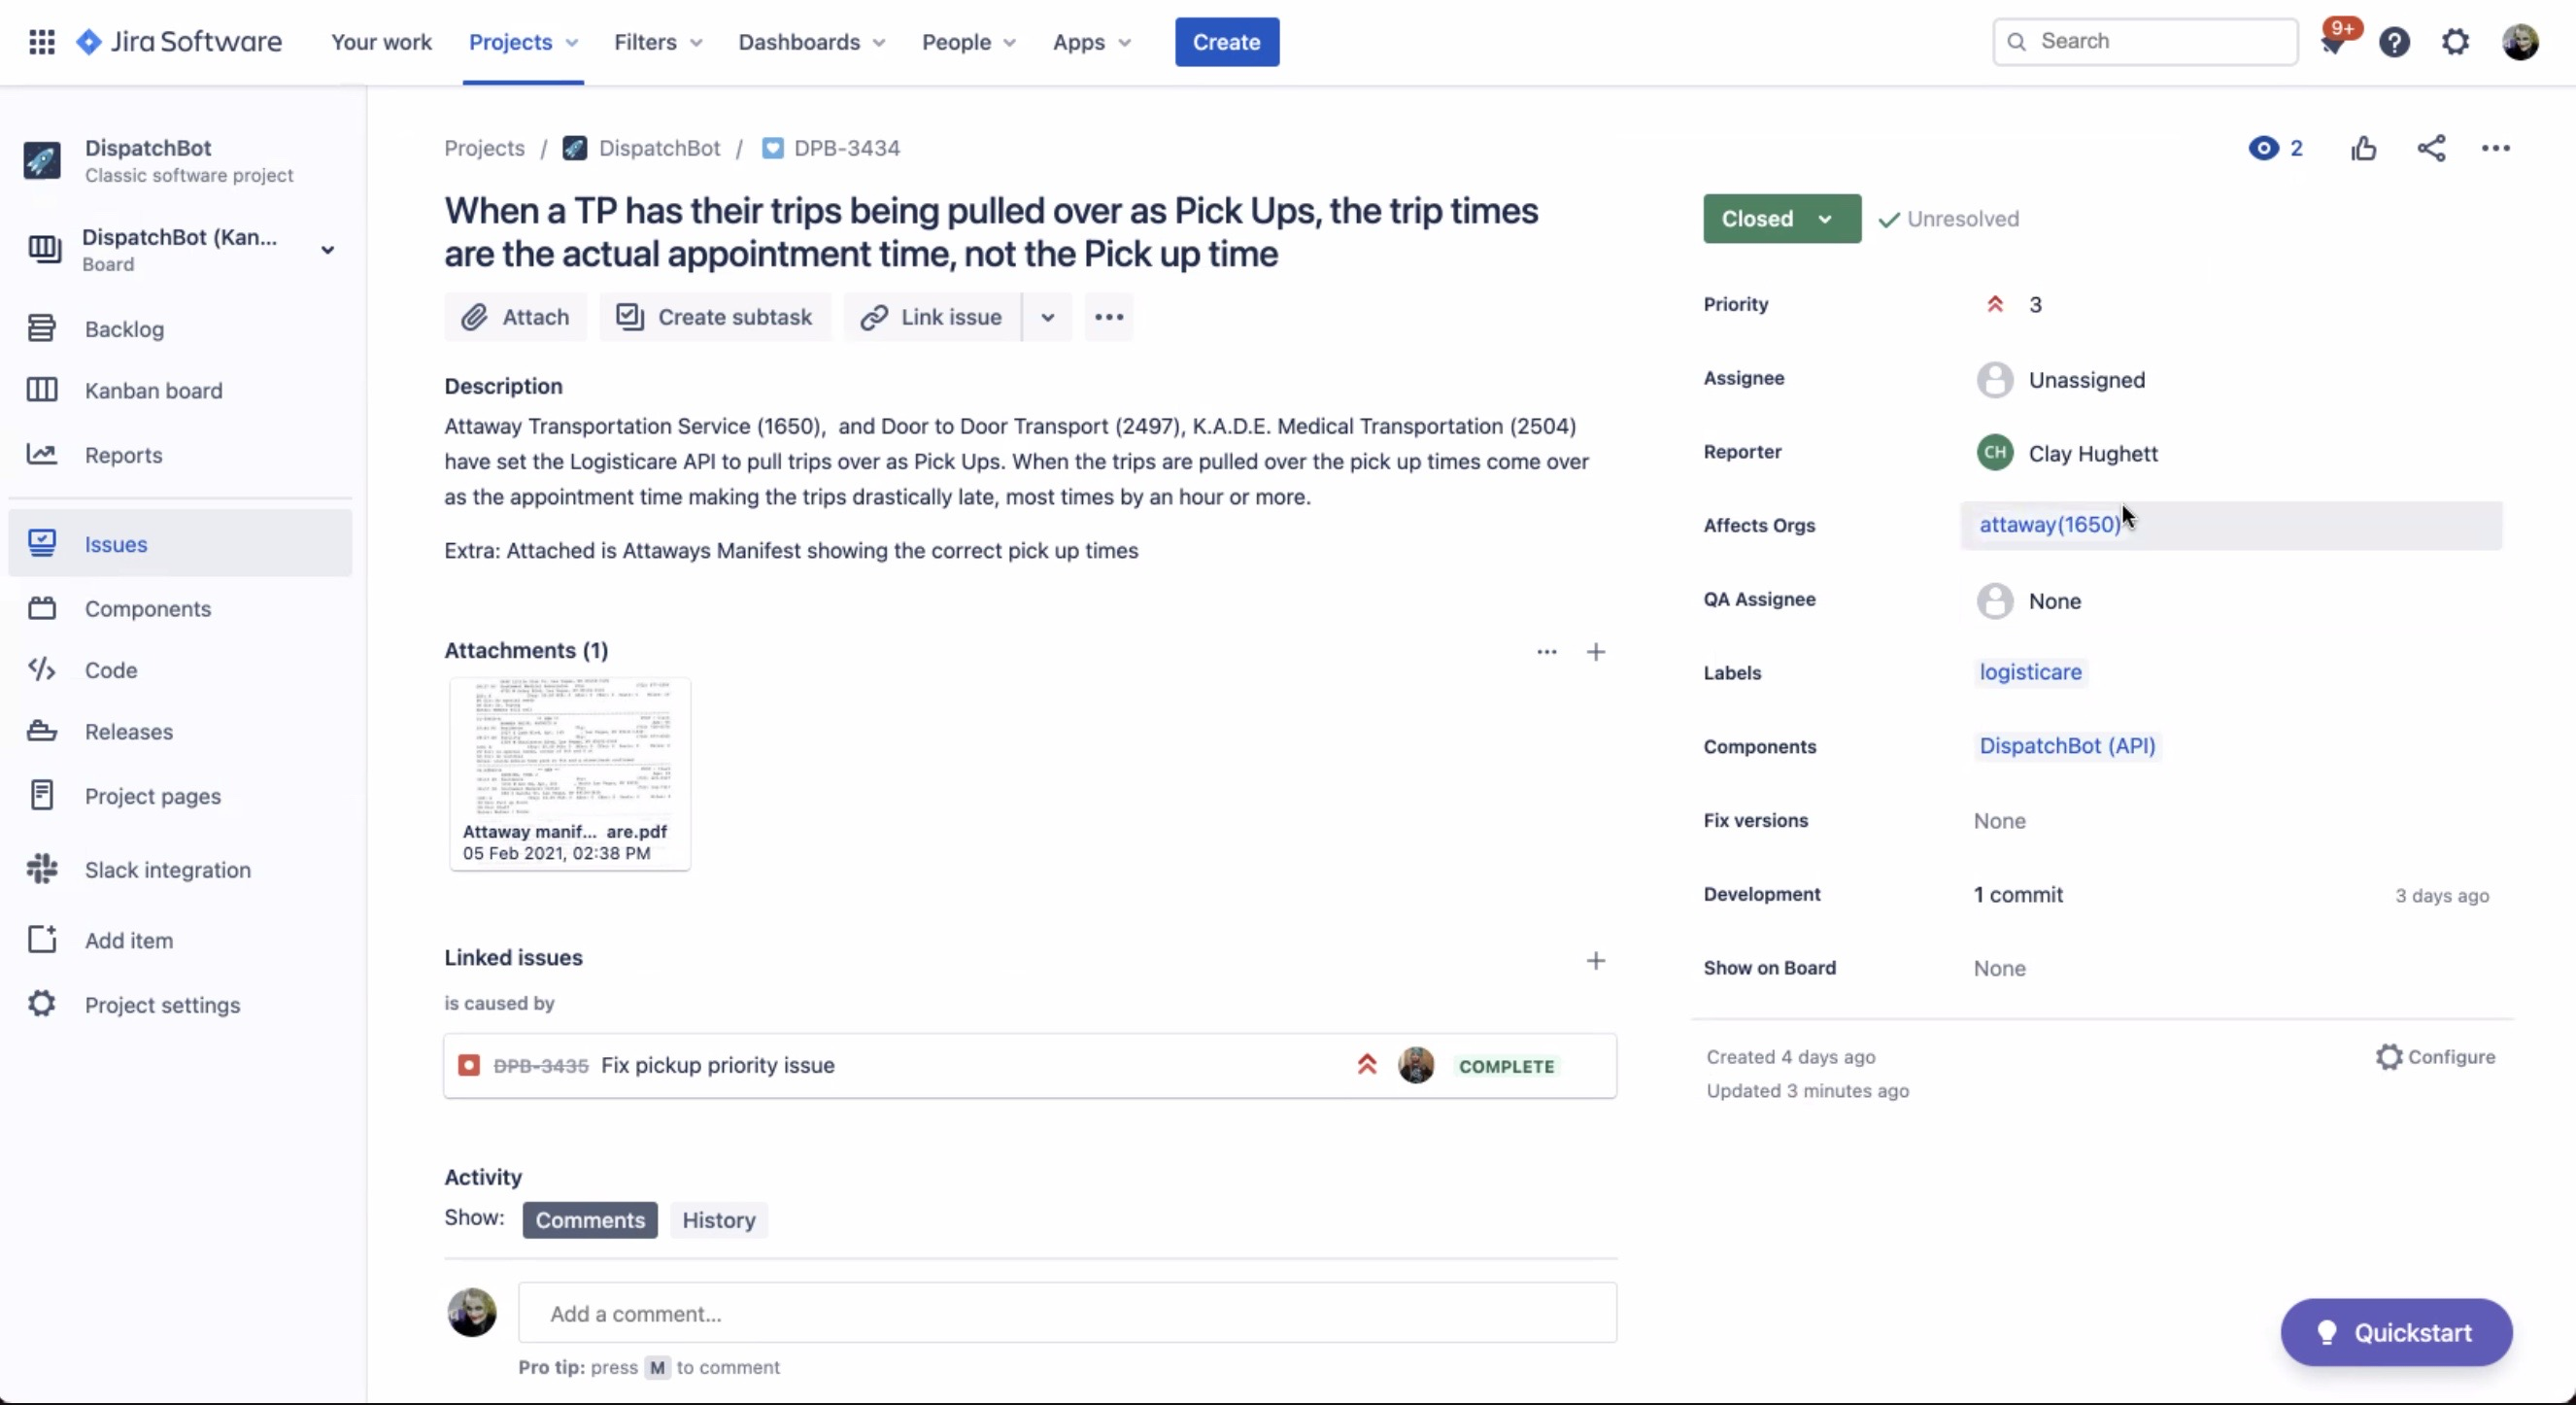 Jira Software Your work Projects Filters Dashboards People Apps Create Search 9+
DispatchBot
Classic software project
DispatchBot (Kan...
Board
Backlog
Kanban board
Reports
Issues
Components
Code
Releases
Project pages
Slack integration
Add item
Project settings
Projects / DispatchBot / DPB-3434
2
When a TP has their trips being pulled over as Pick Ups, the trip times
are the actual appointment time, not the Pick up time
Attach Create subtask Link issue
Description
Attaway Transportation Service (1650),  and Door to Door Transport (2497), K.A.D.E. Medical Transportation (2504)
have set the Logisticare API to pull trips over as Pick Ups. When the trips are pulled over the pick up times come over
as the appointment time making the trips drastically late, most times by an hour or more.
Extra: Attached is Attaways Manifest showing the correct pick up times
Attachments (1)
Attaway manif... are.pdf
05 Feb 2021, 02:38 PM
Linked issues
is caused by
DPB-3435 Fix pickup priority issue COMPLETE
Activity
Show: Comments History
Add a comment...
Pro tip: press M to comment
Closed Unresolved
Priority 3
Assignee Unassigned
Reporter CH Clay Hughett
Affects Orgs attaway(1650)
QA Assignee None
Labels logisticare
Components DispatchBot (API)
Fix versions None
Development 1 commit 3 days ago
Show on Board None
Created 4 days ago Configure
Updated 3 minutes ago
Quickstart